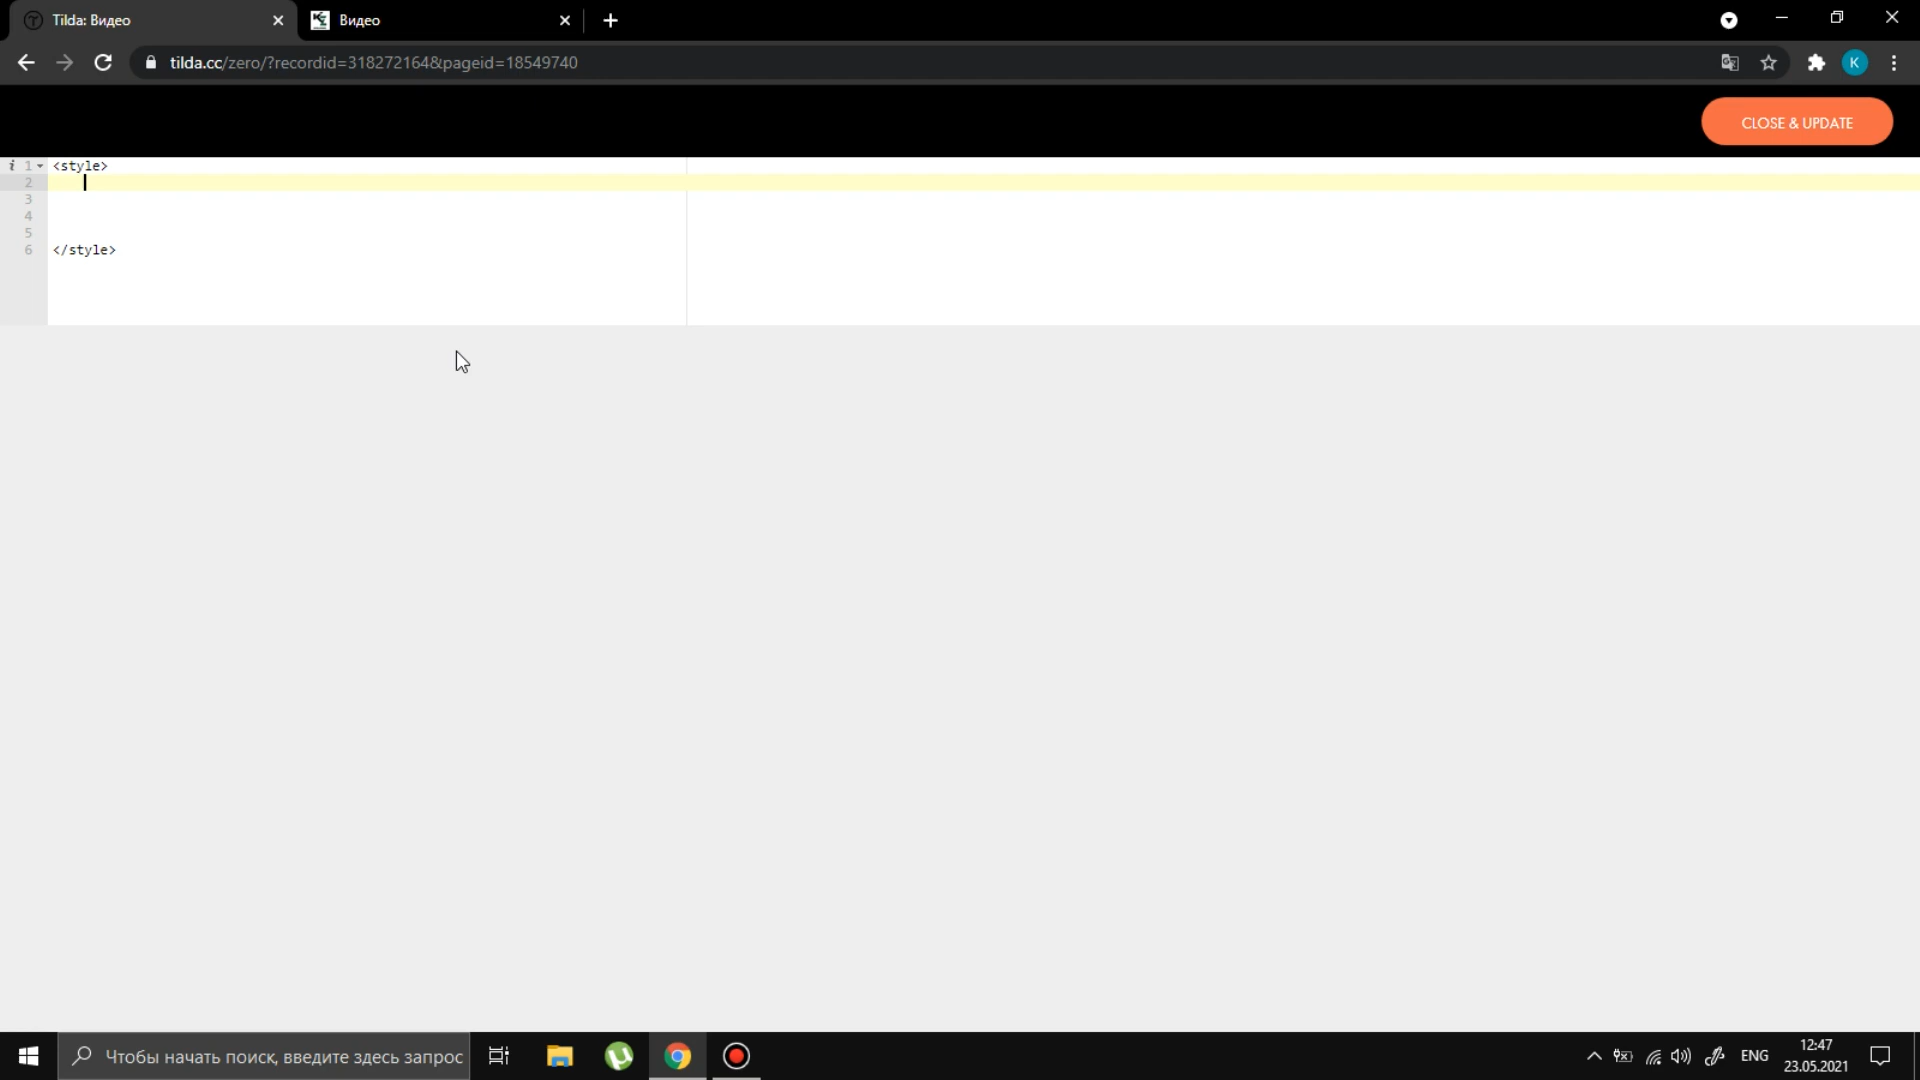 Tilda: Видео
KZ
Видео
tilda.cc/zero/?recordid=318272164&pageid=18549740
K
CLOSE & UPDATE
i 1 <style>
2
3
4
5
6 </style>
Чтобы начать поиск, введите здесь запрос
ENG
12:47
23.05.2021